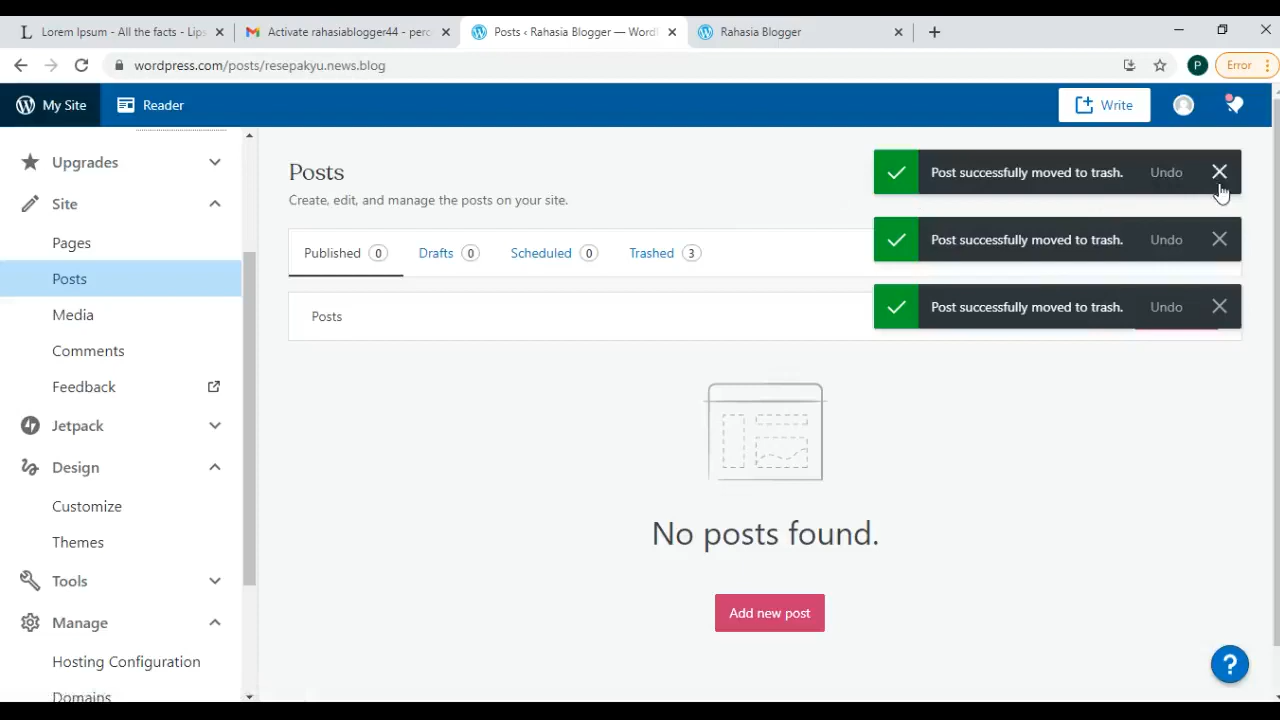 Lorem Ipsum - All the facts - Lips
Activate rahasiablogger44 - perc
Posts ‹ Rahasia Blogger — Word
Rahasia Blogger
wordpress.com/posts/resepakyu.news.blog
P
Error
My Site
Reader
Write
Upgrades
Site
Pages
Posts
Media
Comments
Feedback
Jetpack
Design
Customize
Themes
Tools
Manage
Hosting Configuration
Domains
Posts
Create, edit, and manage the posts on your site.
Published 0 Drafts 0 Scheduled 0 Trashed 3
Posts
Post successfully moved to trash. Undo
Post successfully moved to trash. Undo
Post successfully moved to trash. Undo
No posts found.
Add new post
?